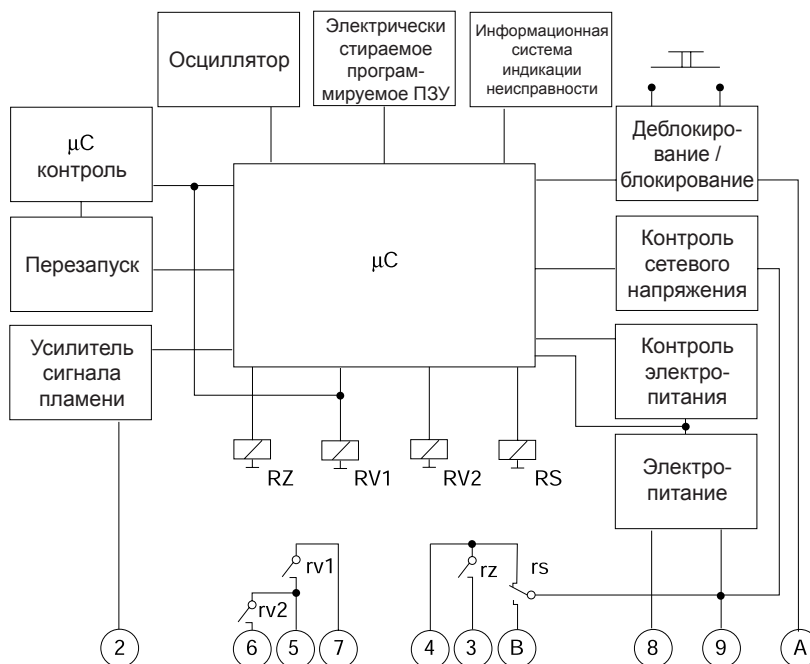 Осциллятор
Электрически
стираемое
програм-
мируемое ПЗУ
Информационная
система
индикации
неисправности
μC
контроль
Деблокиро-
вание /
блокирование
Перезапуск
μC
Контроль
сетевого
напряжения
Усилитель
сигнала
пламени
Контроль
электро-
питания
RZ
RV1
RV2
RS
Электро-
питание
rv1
rv2
rz
rs
2
6
5
7
4
3
B
8
9
A